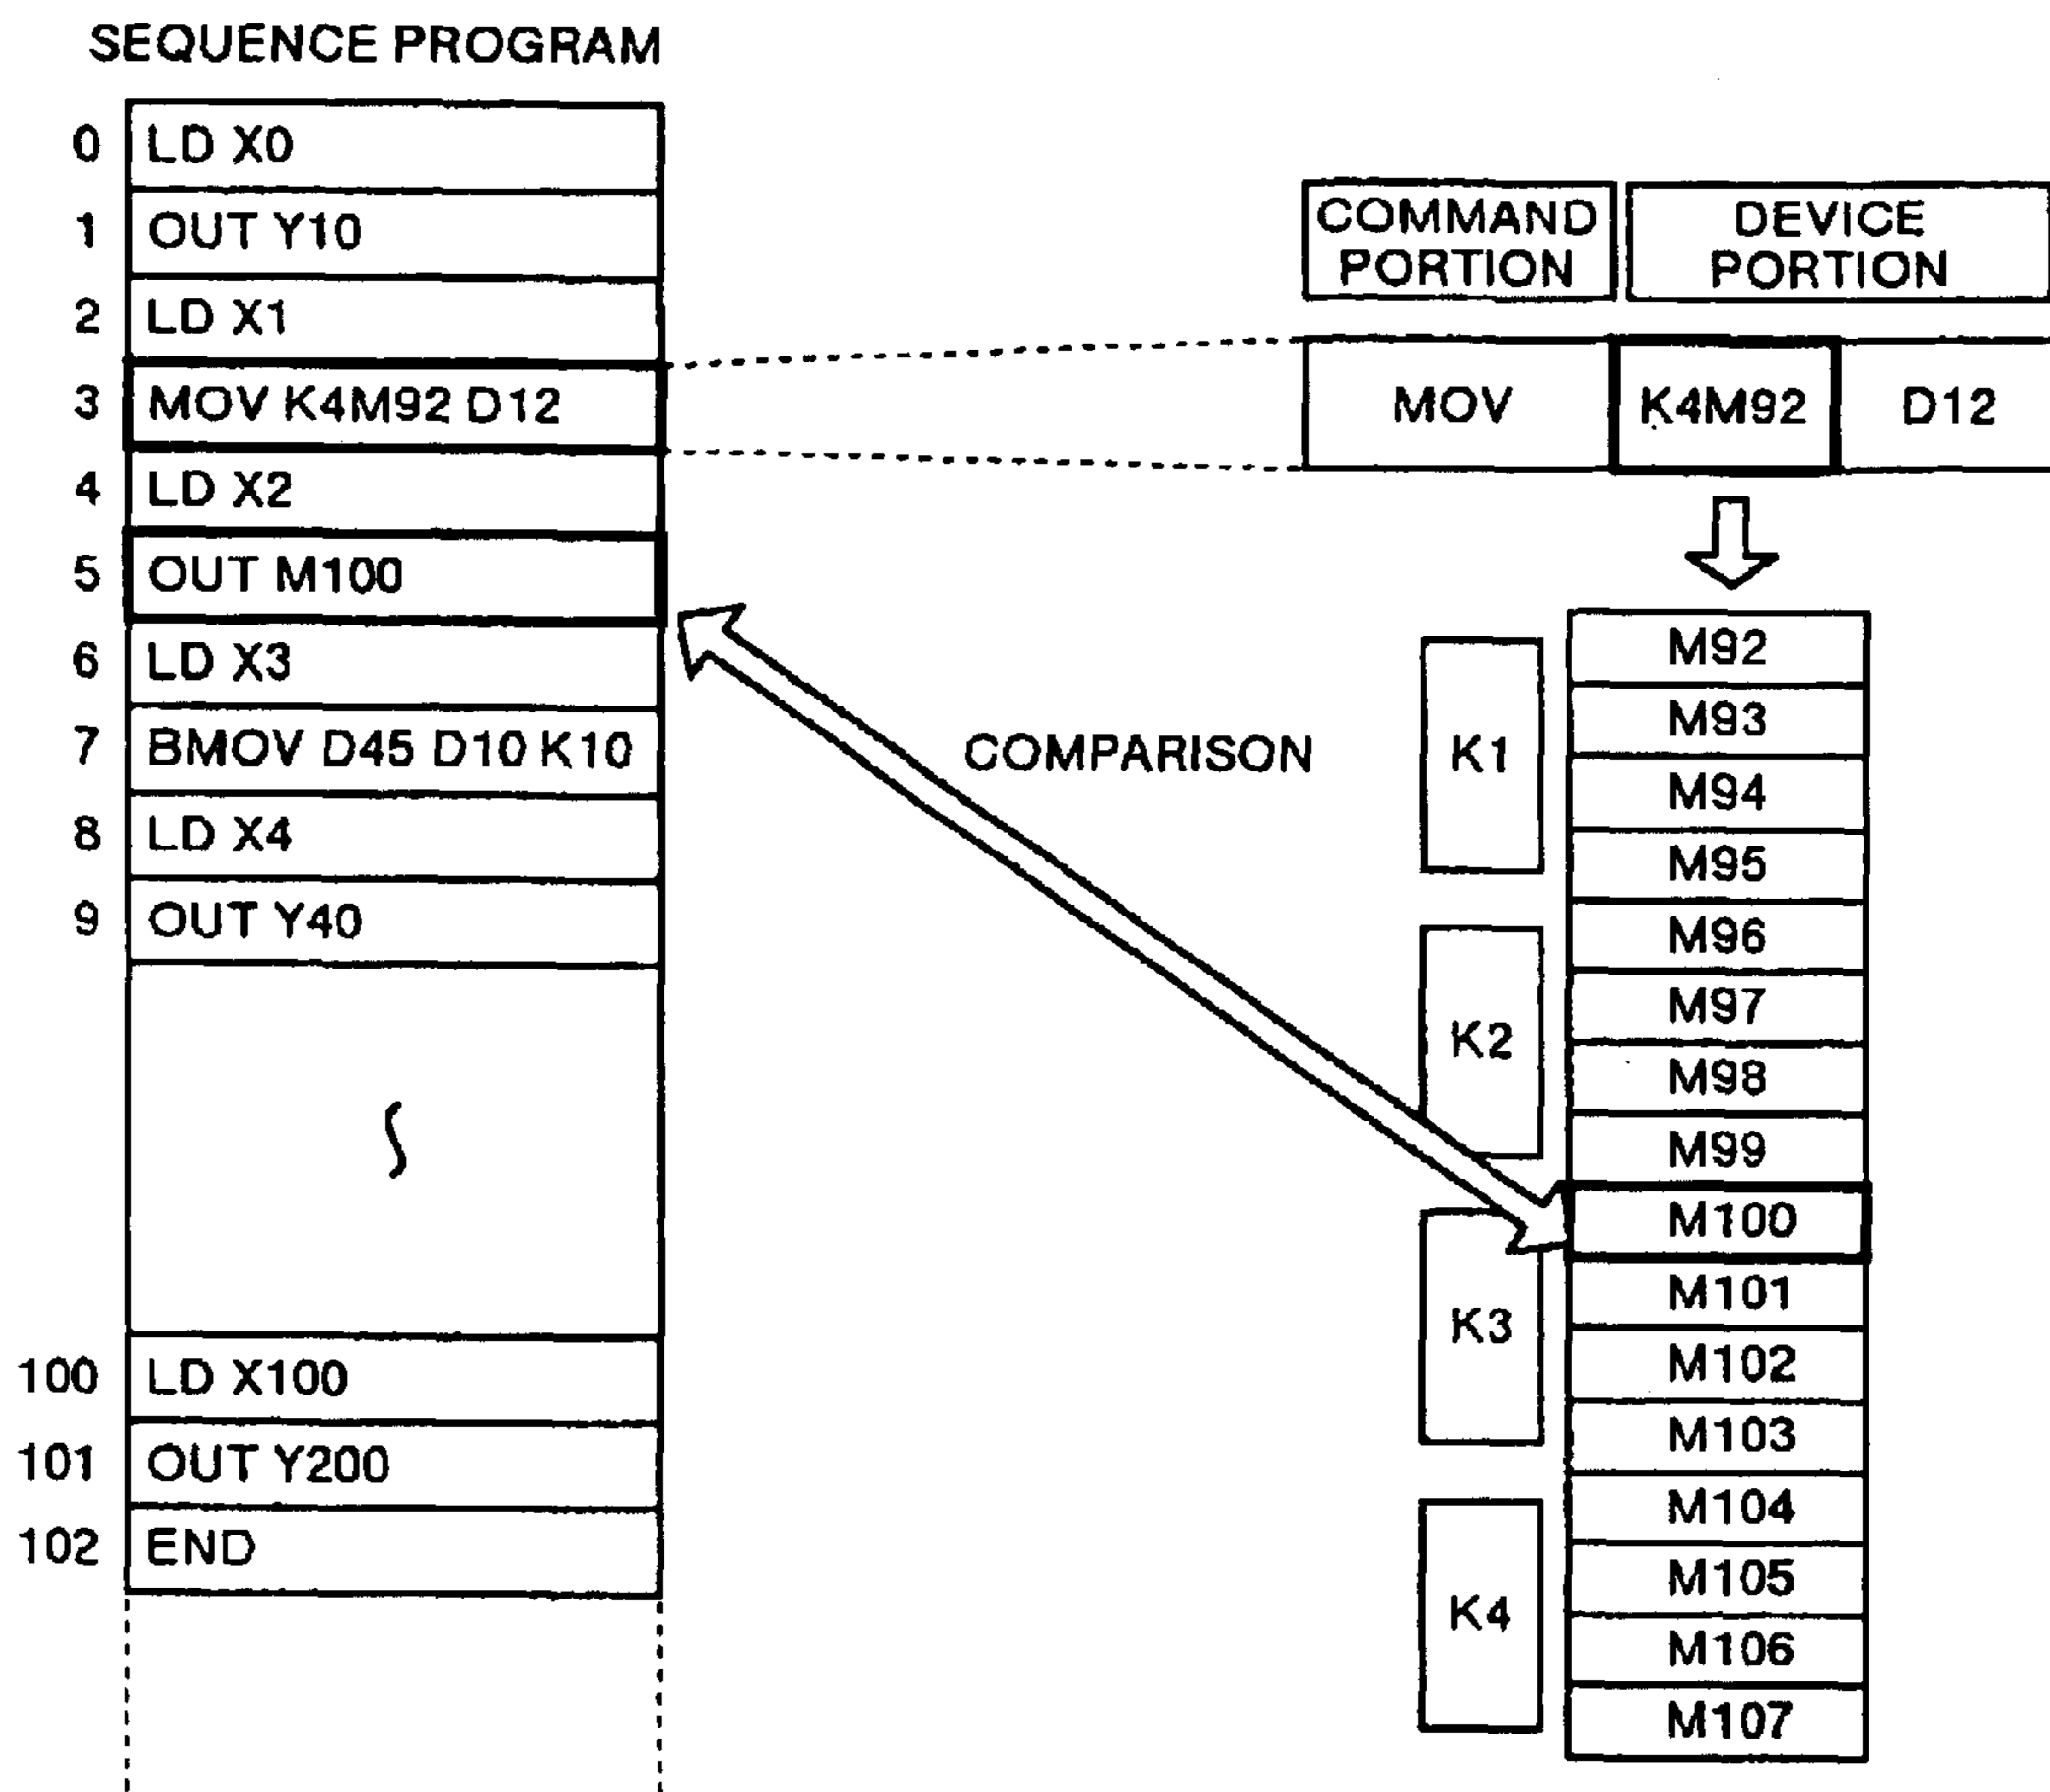 SEQUENCE PROGRAM
0 LD X0
1 OUT Y10
2 LD X1
3 MOV K4M92 D12
4 LD X2
5 OUT M100
6 LD X3
7 BMOV D45 D10 K10
8 LD X4
9 OUT Y40
100 LD X100
101 OUT Y200
102 END
COMMAND PORTION
DEVICE PORTION
MOV K4M92 D12
COMPARISON
K1
K2
K3
K4
M92
M93
M94
M95
M96
M97
M98
M99
M100
M101
M102
M103
M104
M105
M106
M107